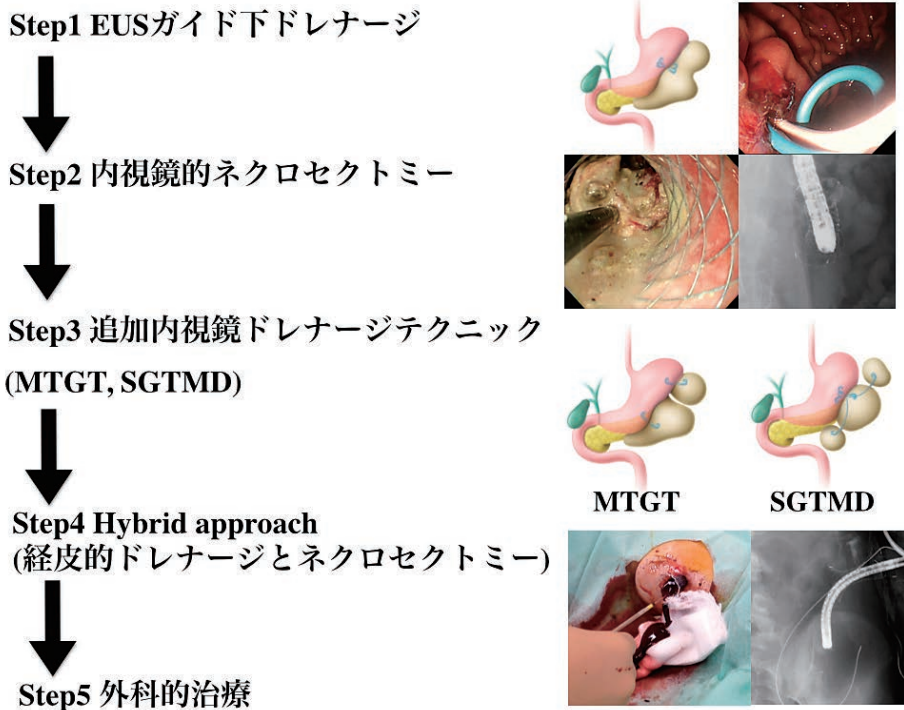 Step1 EUSガイド下ドレナージ
Step2 内視鏡的ネクロセクトミー
Step3 追加内視鏡ドレナージテクニック
(MTGT, SGTMD)
MTGT
SGTMD
Step4 Hybrid approach
(経皮的ドレナージとネクロセクトミー)
Step5 外科的治療